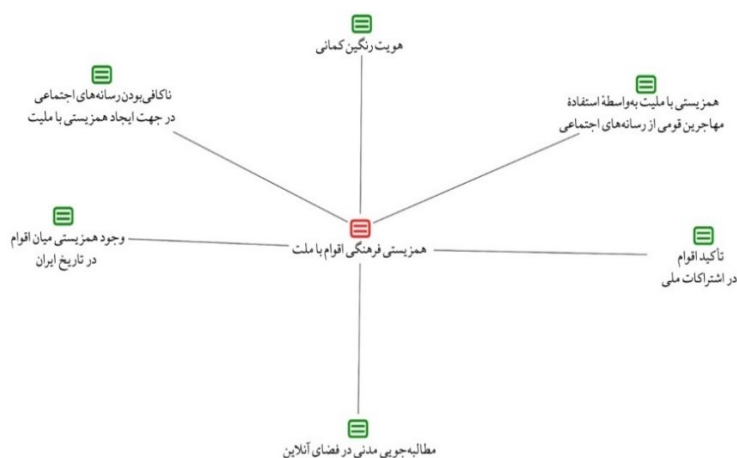 هویت رنگین کمانی
همزیستی با ملیت به‌واسطهٔ استفادهٔ
مهاجرین قومی از رسانه‌های اجتماعی
ناکافی‌بودن رسانه‌های اجتماعی
در جهت ایجاد همزیستی با ملیت
همزیستی فرهنگی اقوام با ملت
تأکید اقوام
در اشتراکات ملی
وجود همزیستی میان اقوام
در تاریخ ایران
مطالبه‌جویی مدنی در فضای آنلاین